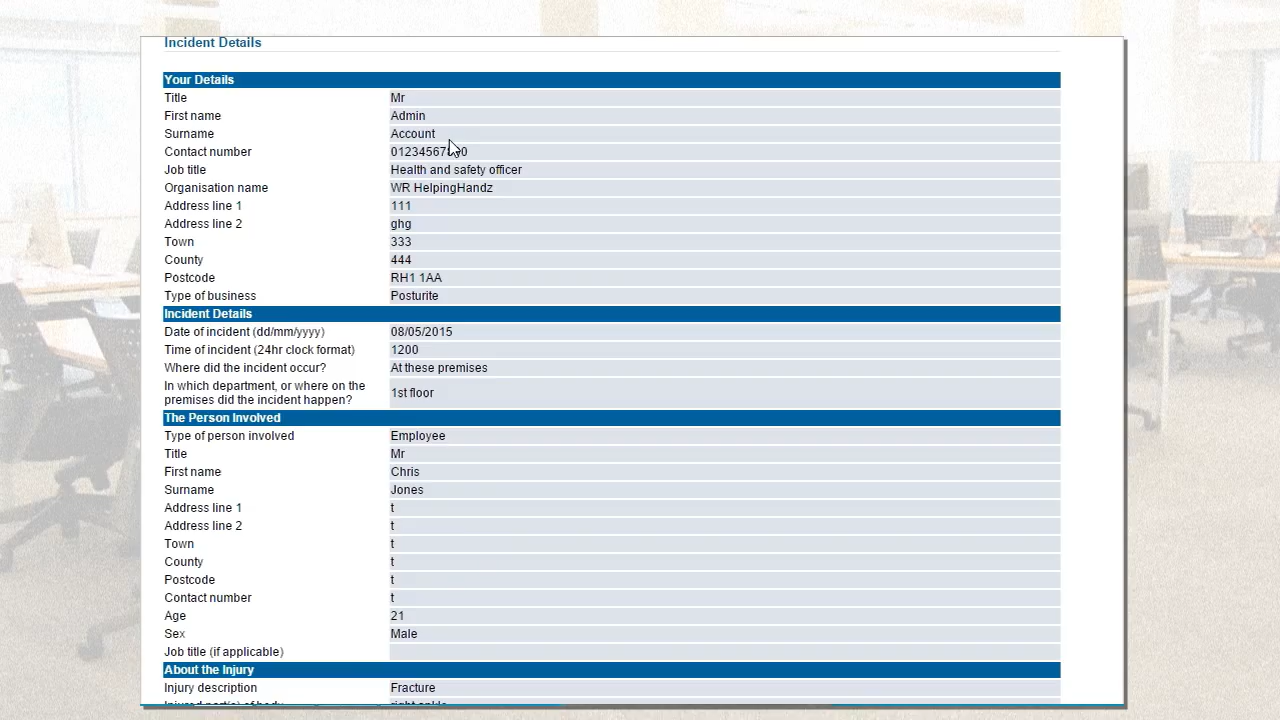 Incident Details
Your Details
Title Mr
First name Admin
Surname Account
Contact number
Job title Health and safety officer
Organisation name WR HelpingHandz
Address line 1 111
Address line 2 ghg
Town 333
County 444
Postcode RH1 1AA
Type of business Posturite
Incident Details
Date of incident (dd/mm/yyyy) 08/05/2015
Time of incident (24hr clock format) 1200
Where did the incident occur? At these premises
In which department, or where on the
premises did the incident happen? 1st floor
The Person Involved
Type of person involved Employee
Title Mr
First name Chris
Surname Jones
Address line 1 t
Address line 2 t
Town t
County t
Postcode t
Contact number t
Age 21
Sex Male
Job title (if applicable)
About the Injury
Injury description Fracture
Injured part(s) of body right ankle